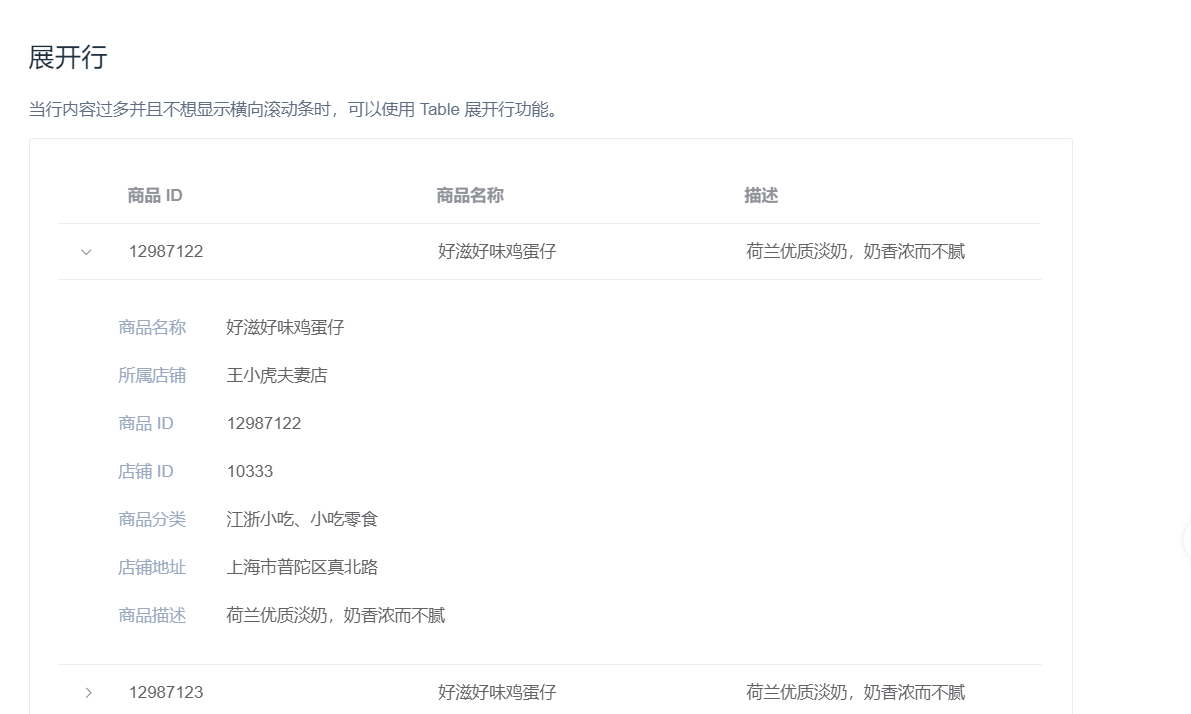 展开行
当行内容过多并且不想显示横向滚动条时，可以使用 Table 展开行功能。
商品 ID 商品名称 描述
12987122 好滋好味鸡蛋仔 荷兰优质淡奶，奶香浓而不腻
商品名称 好滋好味鸡蛋仔
所属店铺 王小虎夫妻店
商品 ID 12987122
店铺 ID 10333
商品分类 江浙小吃、小吃零食
店铺地址 上海市普陀区真北路
商品描述 荷兰优质淡奶，奶香浓而不腻
12987123 好滋好味鸡蛋仔 荷兰优质淡奶，奶香浓而不腻